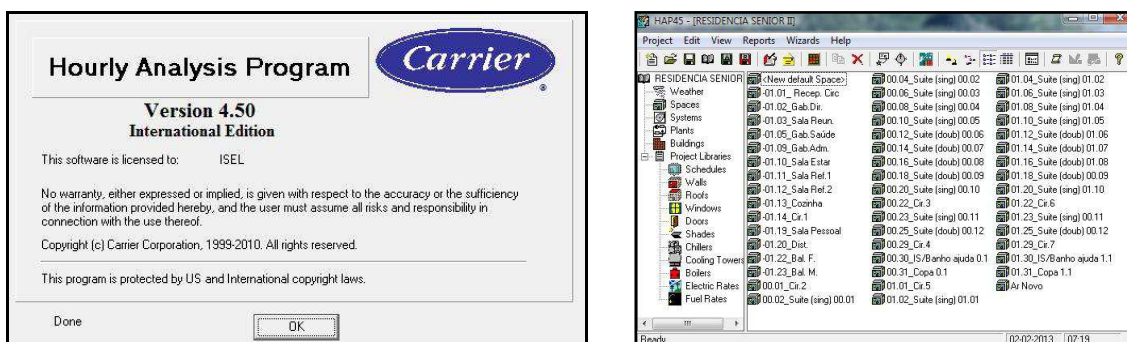 Hourly Analysis Program
Carrier
Version 4.50
International Edition
This software is licensed to: ISEL
No warranty, either expressed or implied, is given with respect to the accuracy or the sufficiency
of the information provided hereby, and the user must assume all risks and responsibility in
connection with the use thereof.
Copyright (c) Carrier Corporation, 1999-2010. All rights reserved.
This program is protected by US and International copyright laws.
Done
OK
HAP45 - [RESIDENCIA SENIOR II]
Project Edit View Reports Wizards Help
RESIDENCIA SENIOR
Weather
Spaces
Systems
Plants
Buildings
Project Libraries
Schedules
Walls
Roofs
Windows
Doors
Shades
Chillers
Cooling Towers
Boilers
Electric Rates
Fuel Rates
<New default Space>
-01.01_ Recep. Circ
-01.02_Gab.Dir.
-01.03_Sala Reun.
-01.05_Gab.Saúde
-01.09_Gab.Adm.
-01.10_Sala Estar
-01.11_Sala Ref.1
-01.12_Sala Ref.2
-01.13_Cozinha
-01.14_Cir.1
-01.19_Sala Pessoal
-01.20_Dist.
-01.22_Bal. F.
-01.23_Bal. M.
00.01_Cir.2
00.02_Suite (sing) 00.01
00.04_Suite (sing) 00.02
00.06_Suite (sing) 00.03
00.08_Suite (sing) 00.04
00.10_Suite (sing) 00.05
00.12_Suite (doub) 00.06
00.14_Suite (doub) 00.07
00.16_Suite (doub) 00.08
00.18_Suite (doub) 00.09
00.20_Suite (sing) 00.10
00.22_Cir.3
00.23_Suite (sing) 00.11
00.25_Suite (doub) 00.12
00.29_Cir.4
00.30_IS/Banho ajuda 0.1
00.31_Copa 0.1
01.01_Cir.5
01.02_Suite (sing) 01.01
01.04_Suite (sing) 01.02
01.06_Suite (sing) 01.03
01.08_Suite (sing) 01.04
01.10_Suite (sing) 01.05
01.12_Suite (doub) 01.06
01.14_Suite (doub) 01.07
01.16_Suite (doub) 01.08
01.18_Suite (doub) 00.09
01.20_Suite (sing) 01.10
01.22_Cir.6
01.23_Suite (sing) 00.11
01.25_Suite (doub) 00.12
01.29_Cir.7
01.30_IS/Banho ajuda 1.1
01.31_Copa 1.1
Ar Novo
Ready
02-02-2013 07:19